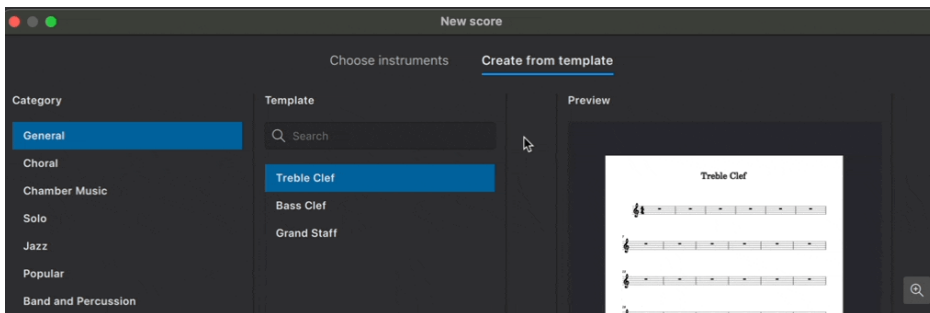 New score
Choose instruments
Create from template
Category
General
Choral
Chamber Music
Solo
Jazz
Popular
Band and Percussion
Template
Search
Treble Clef
Bass Clef
Grand Staff
Preview
Treble Clef